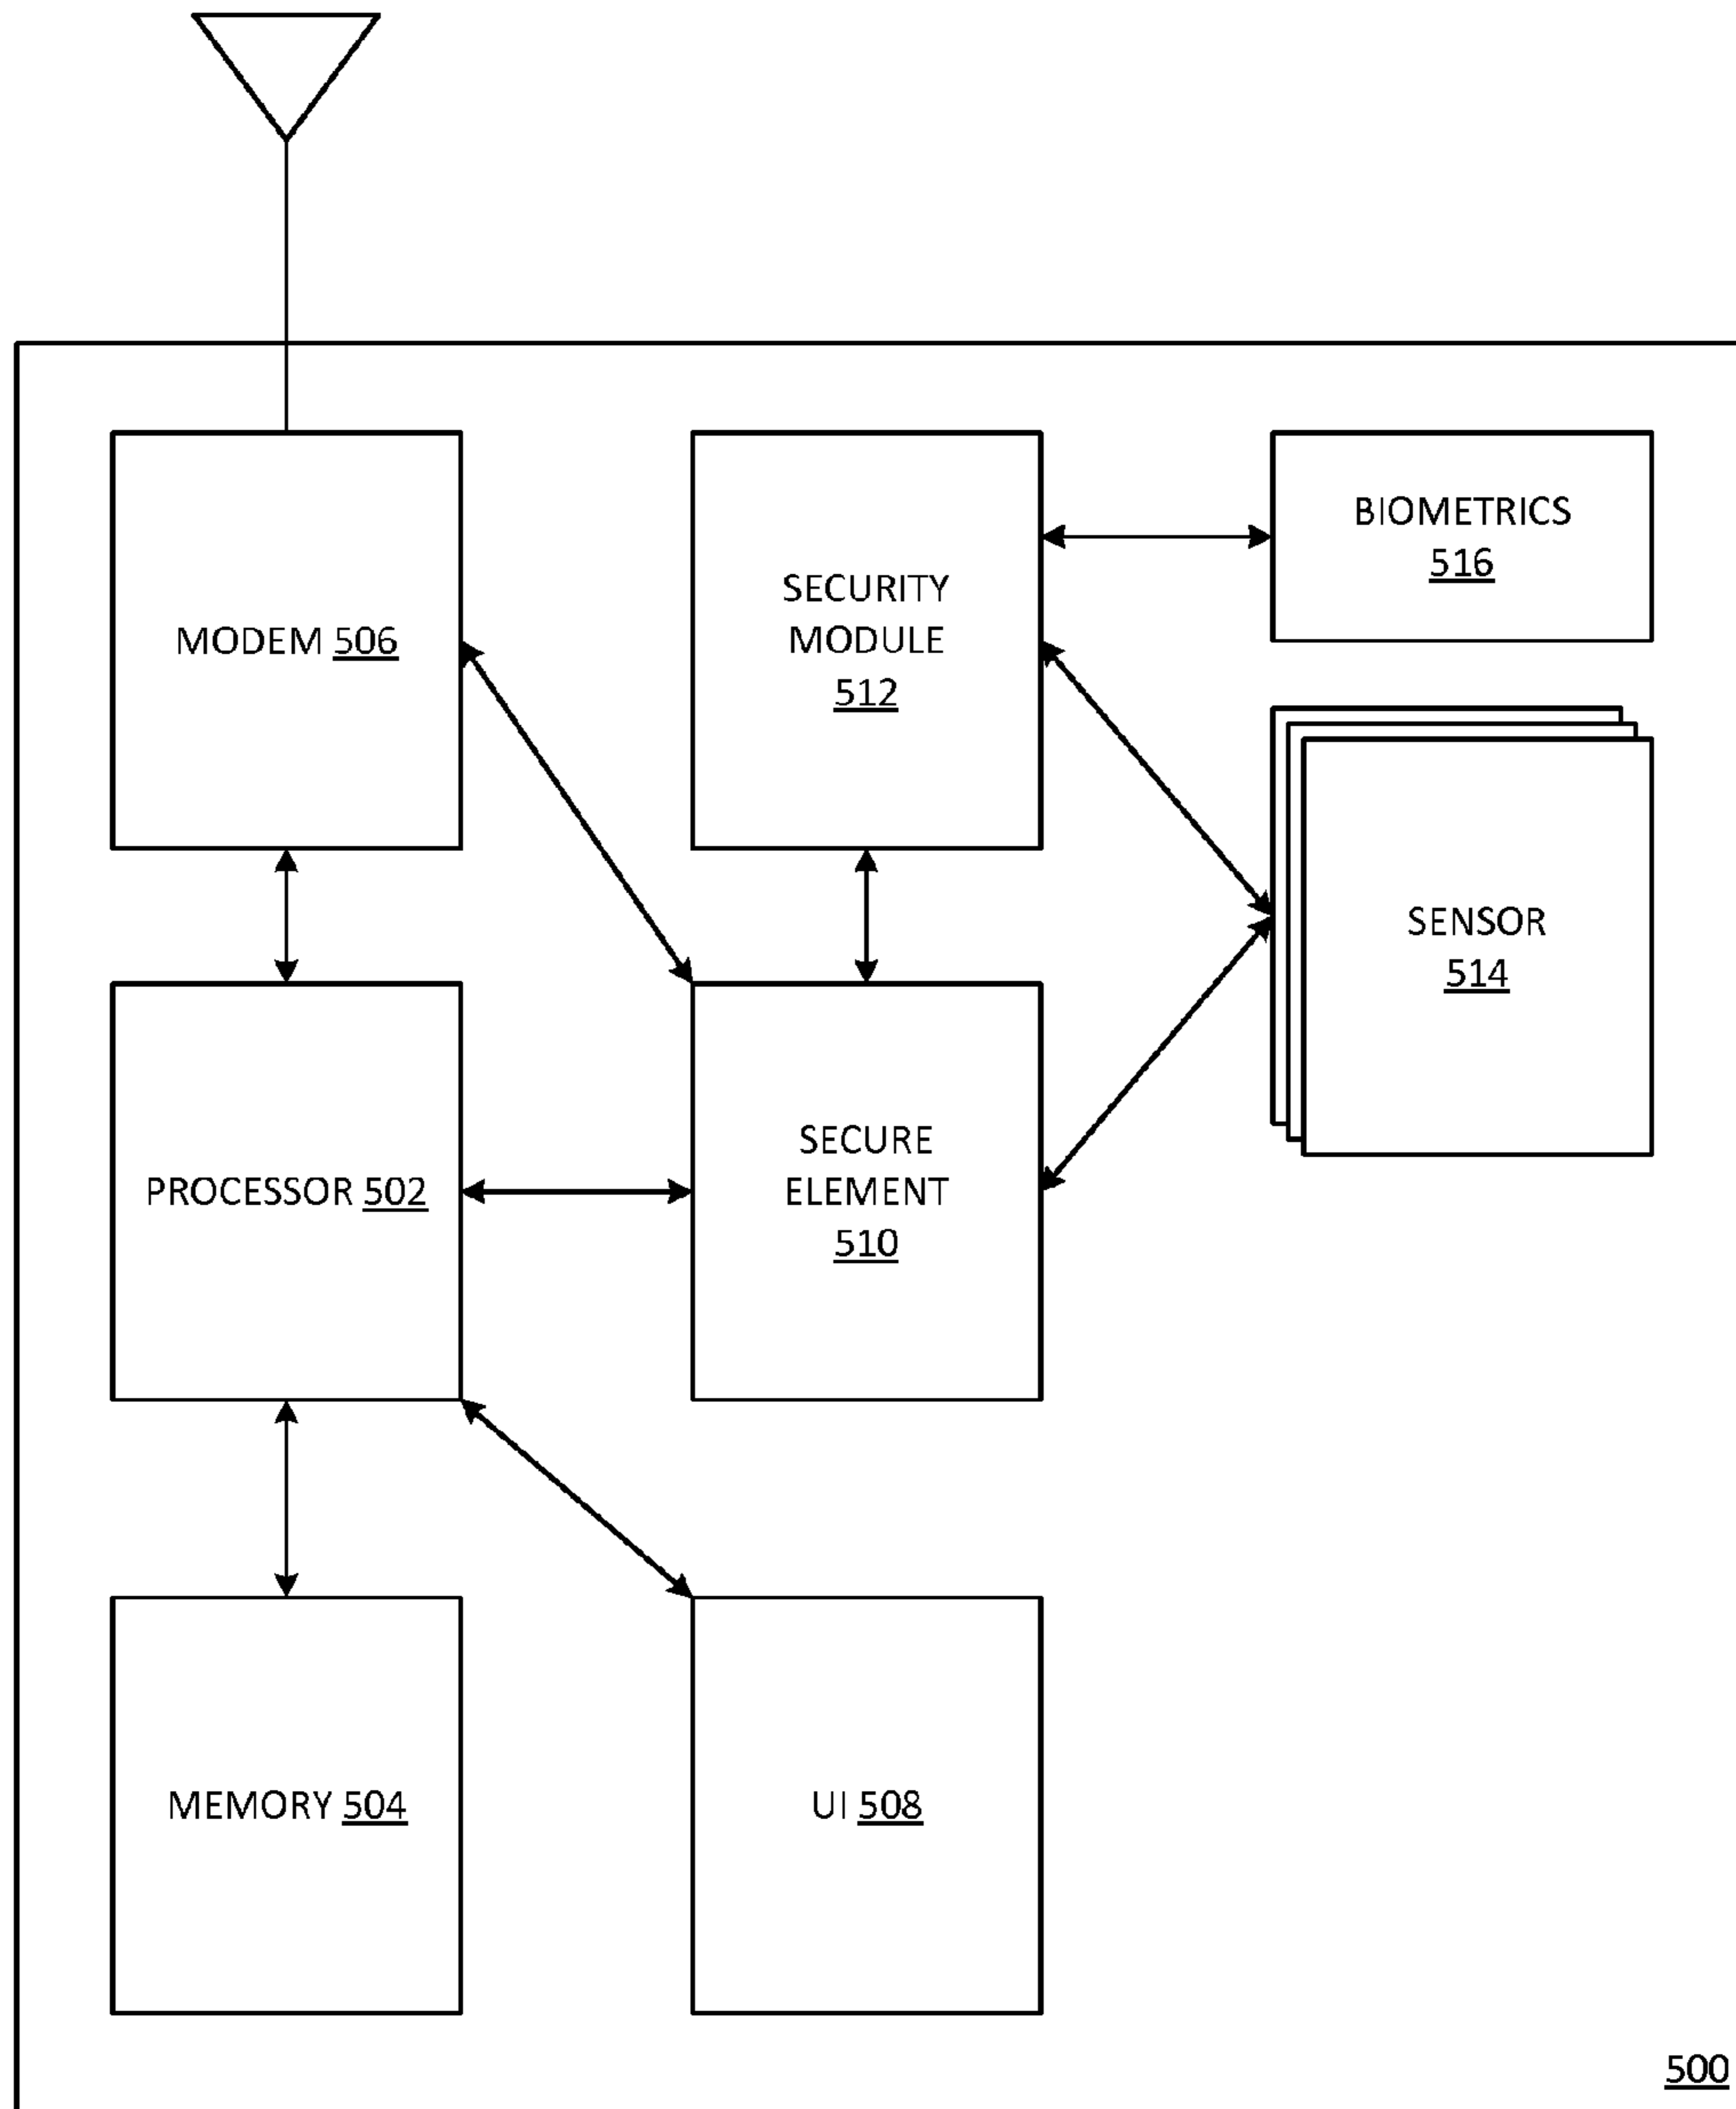 MODEM 506
SECURITY
MODULE
512
BIOMETRICS
516
SENSOR
514
PROCESSOR 502
SECURE
ELEMENT
510
MEMORY 504
UI 508
500